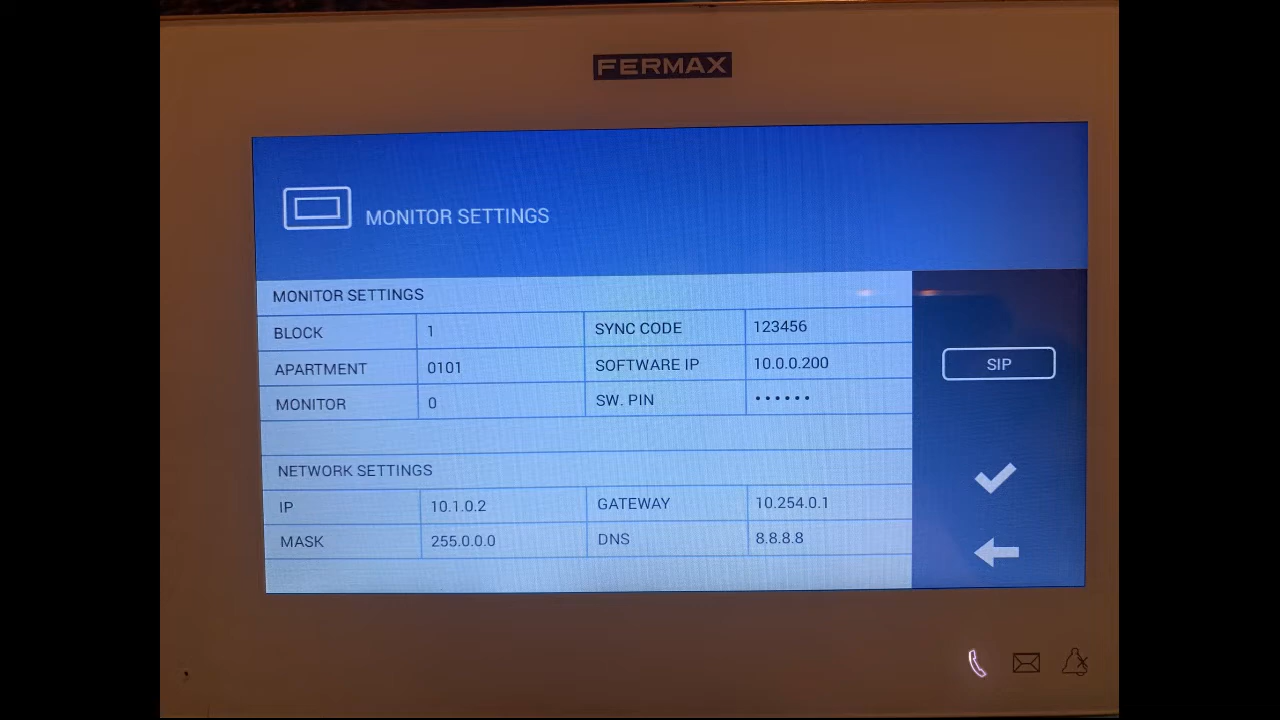 FERMAX
MONITOR SETTINGS
MONITOR SETTINGS
BLOCK 1 SYNC CODE 123456
APARTMENT 0101 SOFTWARE IP 10.0.0.200
MONITOR 0 SW. PIN ••••••
SIP
NETWORK SETTINGS
IP 10.1.0.2 GATEWAY 10.254.0.1
MASK 255.0.0.0 DNS 8.8.8.8